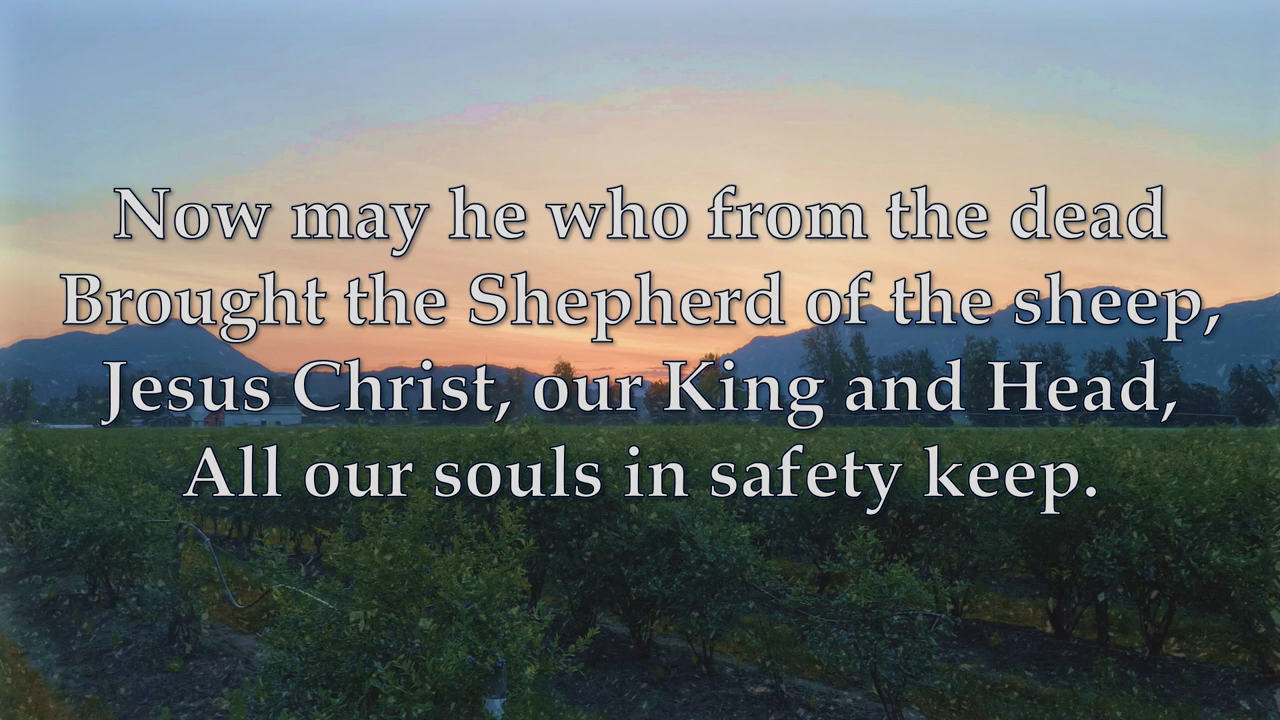 Now may he who from the dead
Brought the Shepherd of the sheep,
Jesus Christ, our King and Head,
All our souls in safety keep.